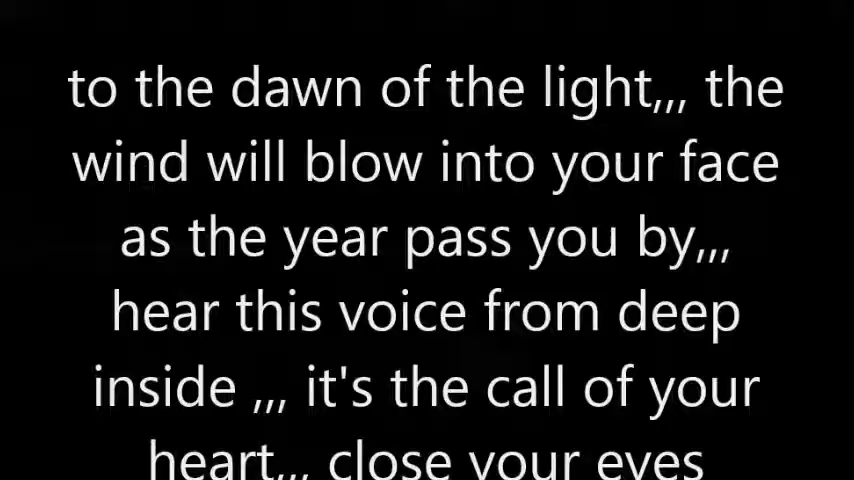 to the dawn of the light,,, the
wind will blow into your face
as the year pass you by,,,
hear this voice from deep
inside ,,, it's the call of your
heart,,, close your eyes